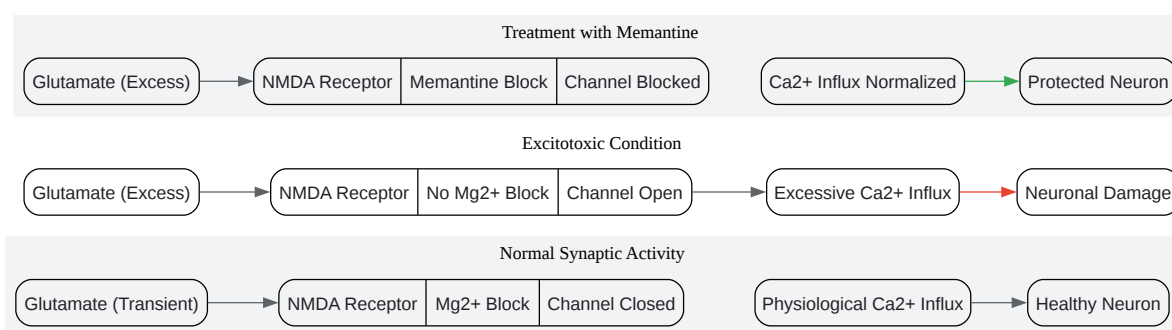 Treatment with Memantine
Glutamate (Excess) NMDA Receptor Memantine Block Channel Blocked Ca2+ Influx Normalized Protected Neuron
Excitotoxic Condition
Glutamate (Excess) NMDA Receptor No Mg2+ Block Channel Open Excessive Ca2+ Influx Neuronal Damage
Normal Synaptic Activity
Glutamate (Transient) NMDA Receptor Mg2+ Block Channel Closed Physiological Ca2+ Influx Healthy Neuron